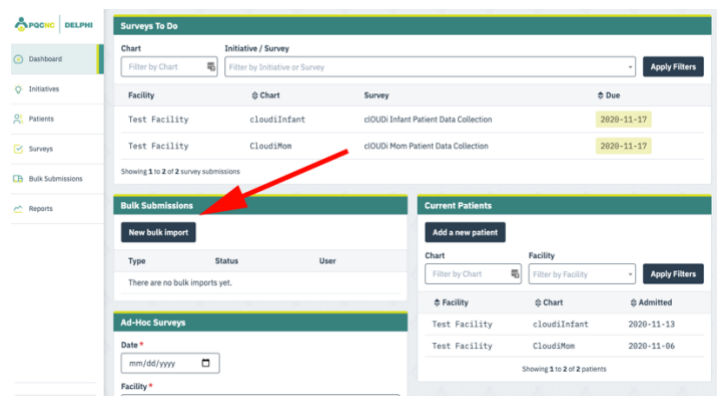 PQCNC DELPHI
Dashboard
Initiatives
Patients
Surveys
Bulk Submissions
Reports
Surveys To Do
Chart Initiative / Survey
Filter by Chart Filter by Initiative or Survey Apply Filters
Facility Chart Survey Due
Test Facility cloudiInfant clOUDi Infant Patient Data Collection 2020-11-17
Test Facility CloudiMom clOUDi Mom Patient Data Collection 2020-11-17
Showing 1 to 2 of 2 survey submissions
Bulk Submissions
New bulk import
Type Status User
There are no bulk imports yet.
Ad-Hoc Surveys
Date *
mm/dd/yyyy
Facility *
Current Patients
Add a new patient
Chart Facility
Filter by Chart Filter by Facility Apply Filters
Facility Chart Admitted
Test Facility cloudiInfant 2020-11-13
Test Facility CloudiMom 2020-11-06
Showing 1 to 2 of 2 patients